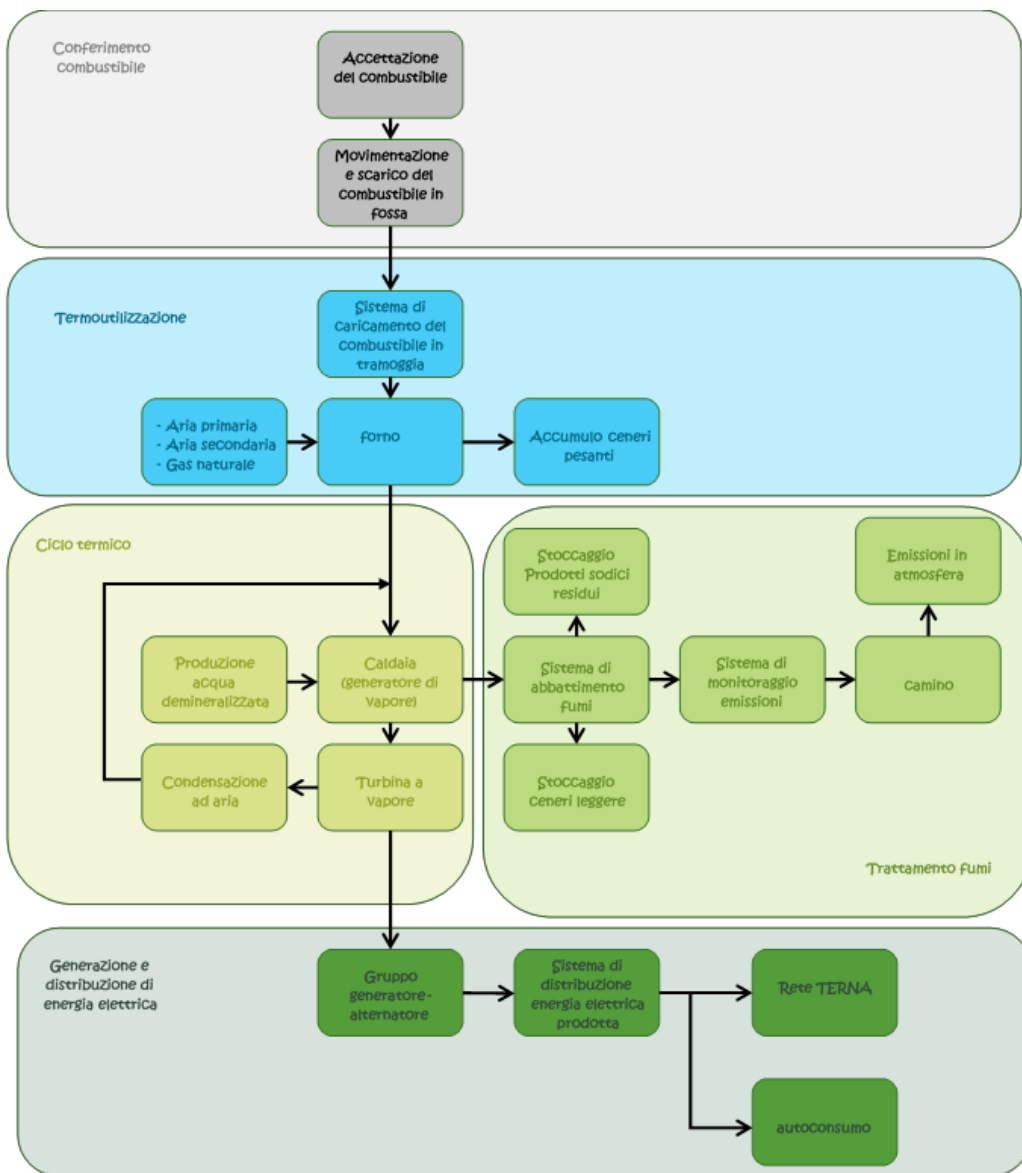 Conferimento
combustibile
Accettazione
del combustibile
Movimentazione
e scarico del
combustibile in
fossa
Termoutilizzazione
Sistema di
caricamento del
combustibile in
tramoggia
- Aria primaria
- Aria secondaria
- Gas naturale
forno
Accumulo ceneri
pesanti
Ciclo termico
Stoccaggio
Prodotti sodici
residui
Emissioni in
atmosfera
Produzione
acqua
demineralizzata
Caldaia
(generatore di
vapore)
Sistema di
abbattimento
fumi
Sistema di
monitoraggio
emissioni
camino
Condensazione
ad aria
Turbina a
vapore
Stoccaggio
ceneri leggere
Trattamento fumi
Generazione e
distribuzione di
energia elettrica
Gruppo
generatore-
alternatore
Sistema di
distribuzione
energia elettrica
prodotta
Rete TERNA
autoconsumo